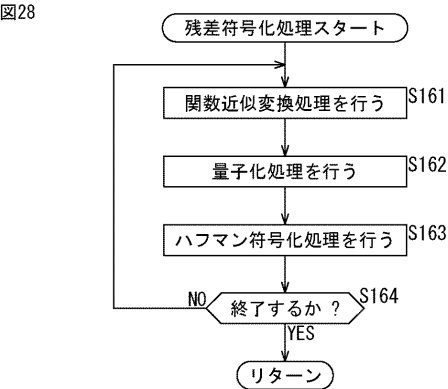 図28
残差符号化処理スタート
関数近似変換処理を行う
S161
量子化処理を行う
S162
ハフマン符号化処理を行う
S163
終了するか ?
S164
NO
YES
リターン